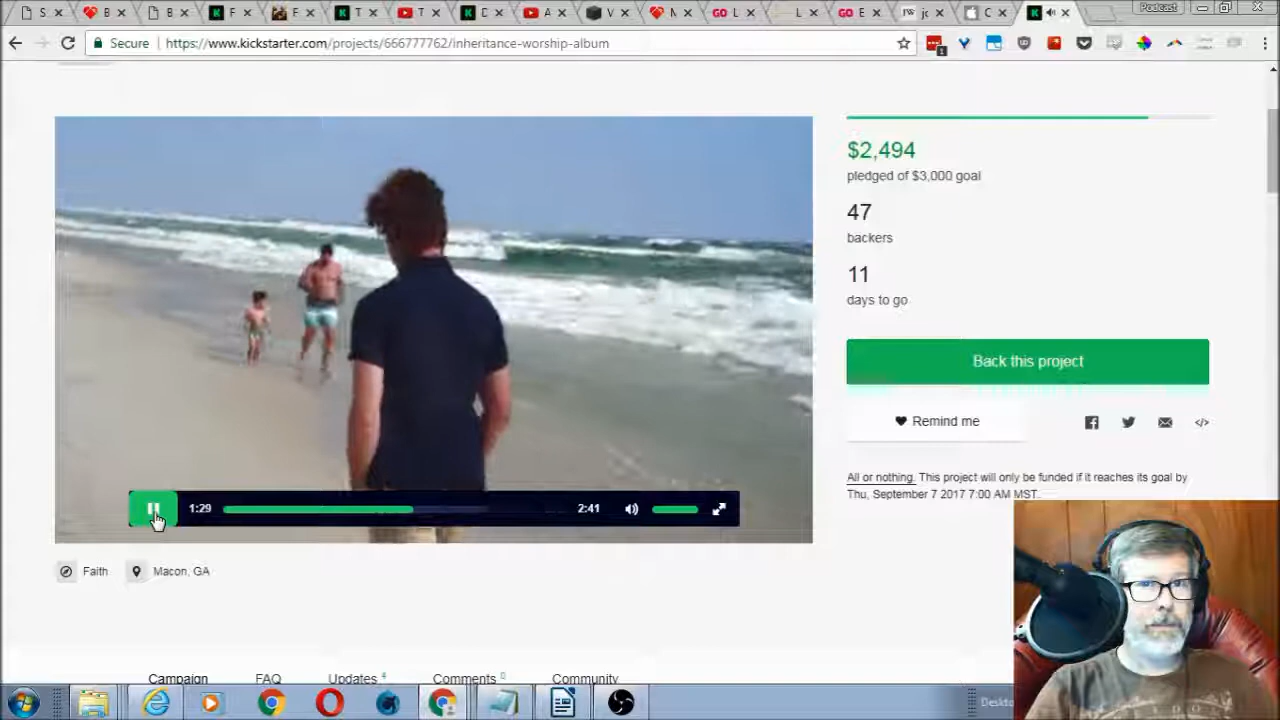 Podcast
Secure
https://www.kickstarter.com/projects/666777762/inheritance-worship-album
$2,494
pledged of $3,000 goal
47
backers
11
days to go
Back this project
Remind me
All or nothing. This project will only be funded if it reaches its goal by
Thu, September 7 2017 7:00 AM MST.
1:29
2:41
Faith
Macon, GA
Campaign
FAQ
Updates 4
Comments 0
Community